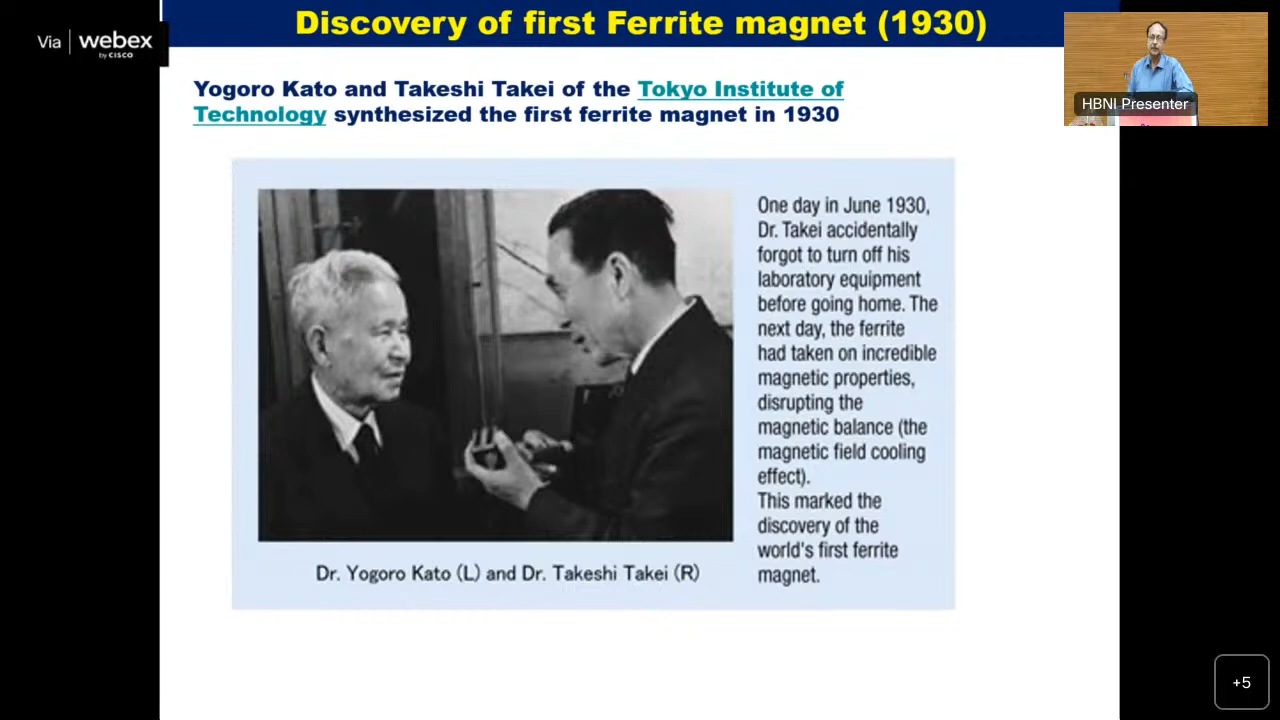 Discovery of first Ferrite magnet (1930)
Via | webex
by CISCO
HBNI Presenter
Yogoro Kato and Takeshi Takei of the Tokyo Institute of
Technology synthesized the first ferrite magnet in 1930
One day in June 1930,
Dr. Takei accidentally
forgot to turn off his
laboratory equipment
before going home. The
next day, the ferrite
had taken on incredible
magnetic properties,
disrupting the
magnetic balance (the
magnetic field cooling
effect).
This marked the
discovery of the
world's first ferrite
magnet.
Dr. Yogoro Kato (L) and Dr. Takeshi Takei (R)
+5